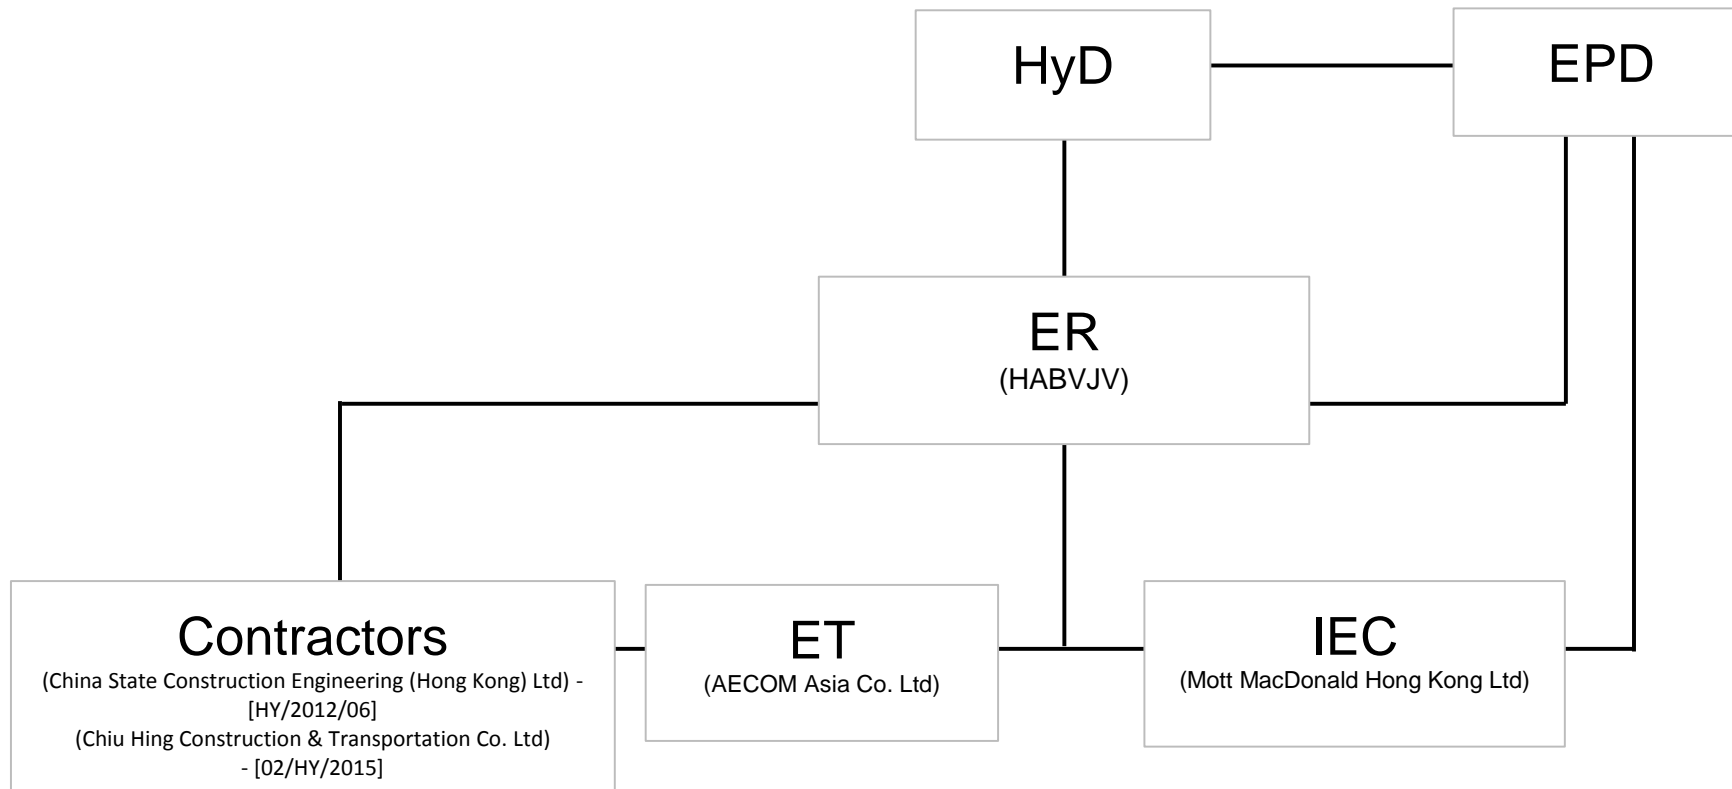 HyD
EPD
ER
(HABVJV)
Contractors
(China State Construction Engineering (Hong Kong) Ltd) -
[HY/2012/06]
(Chiu Hing Construction & Transportation Co. Ltd)
- [02/HY/2015]
ET
(AECOM Asia Co. Ltd)
IEC
(Mott MacDonald Hong Kong Ltd)